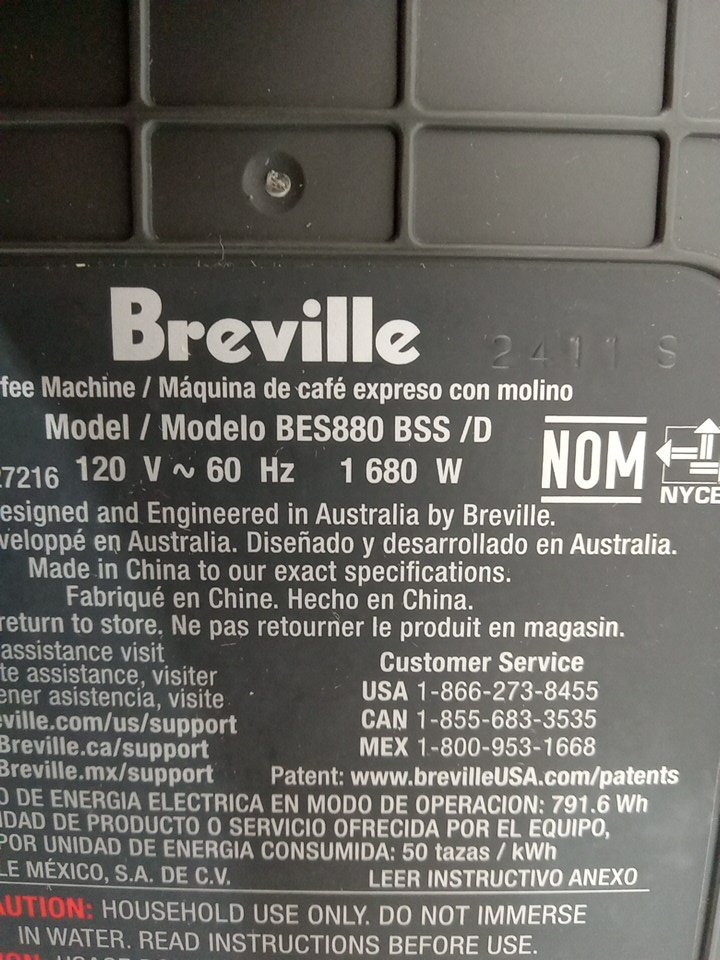 Breville
2411 S
fee Machine / Máquina de café expreso con molino
Model / Modelo BES880 BSS /D
27216 120 V ~ 60 Hz 1 680 W
NOM
NYCE
esigned and Engineered in Australia by Breville.
veloppé en Australia. Diseñado y desarrollado en Australia.
Made in China to our exact specifications.
Fabriqué en Chine. Hecho en China.
return to store. Ne pas retourner le produit en magasin.
assistance visit
te assistance, visiter
ener asistencia, visite
eville.com/us/support
Breville.ca/support
Breville.mx/support
Customer Service
USA 1-866-273-8455
CAN 1-855-683-3535
MEX 1-800-953-1668
Patent: www.brevilleUSA.com/patents
O DE ENERGIA ELECTRICA EN MODO DE OPERACION: 791.6 Wh
IDAD DE PRODUCTO O SERVICIO OFRECIDA POR EL EQUIPO,
POR UNIDAD DE ENERGIA CONSUMIDA: 50 tazas / kWh
LE MÉXICO, S.A. DE C.V.
LEER INSTRUCTIVO ANEXO
AUTION: HOUSEHOLD USE ONLY. DO NOT IMMERSE
IN WATER. READ INSTRUCTIONS BEFORE USE.